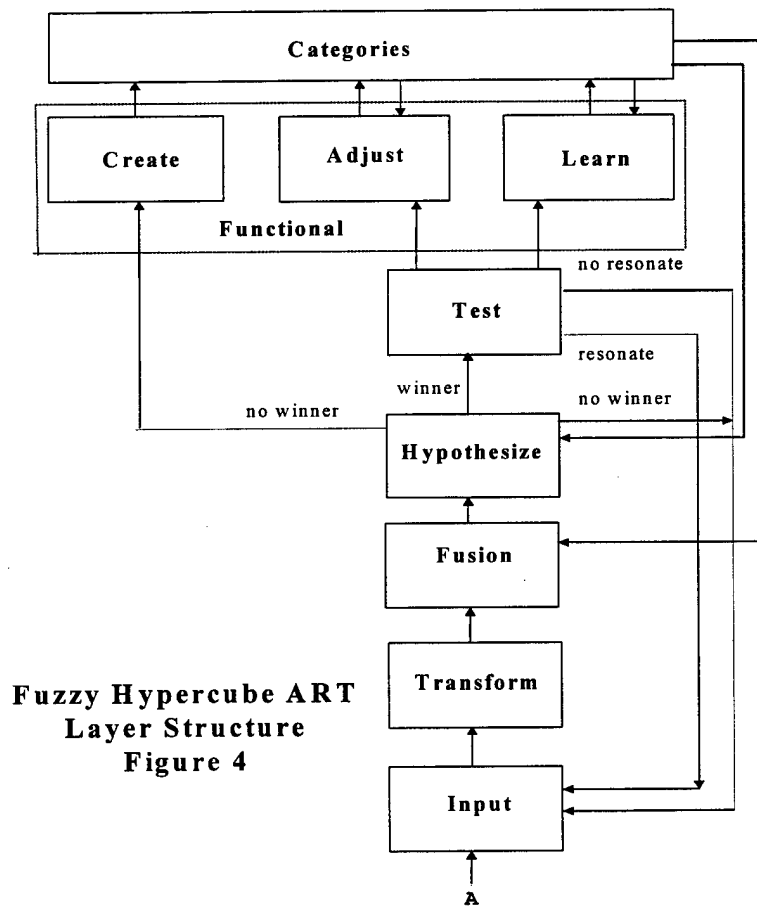 Categories
Create
Adjust
Learn
Functional
no resonate
Test
resonate
winner
no winner
no winner
Hypothesize
Fusion
Transform
Fuzzy Hypercube ART
Layer Structure
Figure 4
Input
A